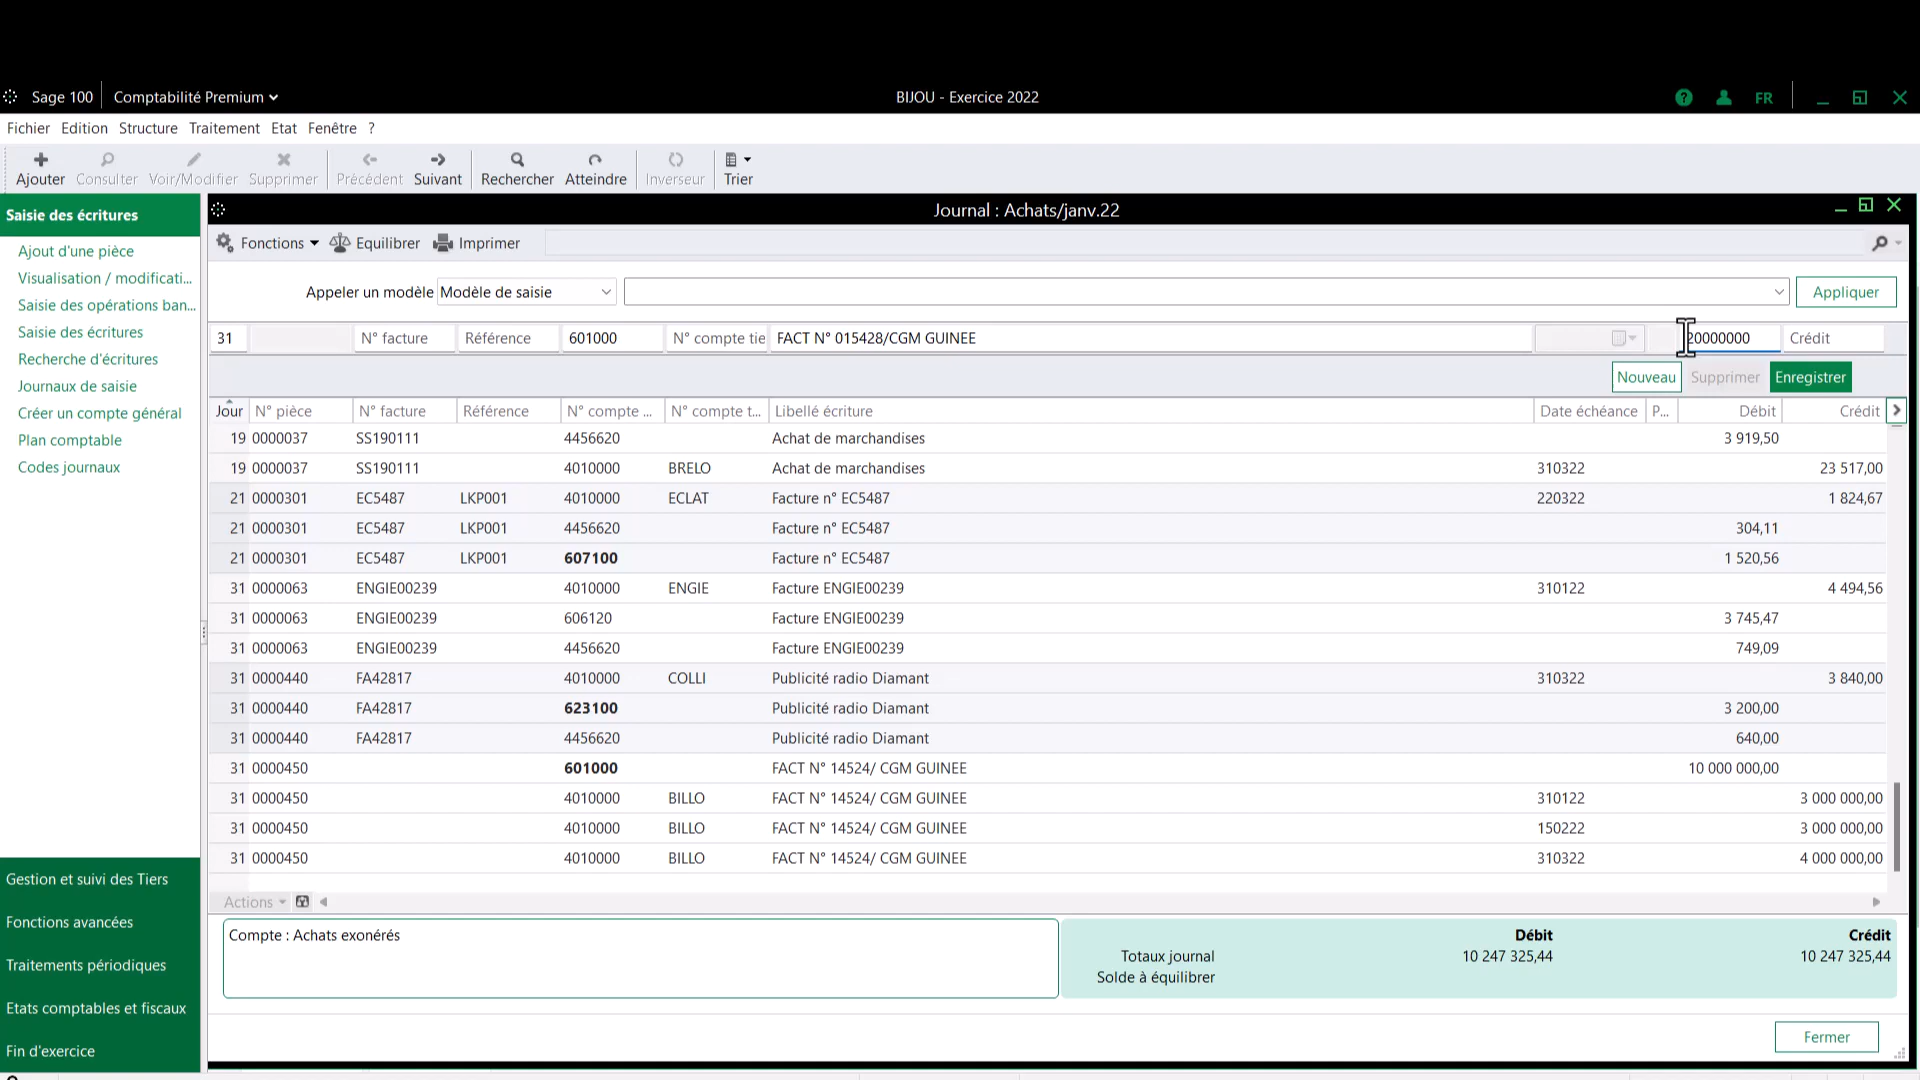 Sage 100 Comptabilité Premium
BIJOU - Exercice 2022
FR
Fichier Edition Structure Traitement Etat Fenêtre ?
Ajouter Consulter Voir/Modifier Supprimer Précédent Suivant Rechercher Atteindre Inverseur Trier
Saisie des écritures
Ajout d'une pièce
Visualisation / modificati...
Saisie des opérations ban...
Saisie des écritures
Recherche d'écritures
Journaux de saisie
Créer un compte général
Plan comptable
Codes journaux
Gestion et suivi des Tiers
Fonctions avancées
Traitements périodiques
Etats comptables et fiscaux
Fin d'exercice
Journal : Achats/janv.22
Fonctions Equilibrer Imprimer
Appeler un modèle Modèle de saisie Appliquer
31 N° facture Référence 601000 N° compte tie FACT N° 015428/CGM GUINEE 20000000 Crédit
Nouveau Supprimer Enregistrer
Jour N° pièce N° facture Référence N° compte ... N° compte t... Libellé écriture Date échéance P... Débit Crédit
19 0000037 SS190111 4456620 Achat de marchandises 3 919,50
19 0000037 SS190111 4010000 BRELO Achat de marchandises 310322 23 517,00
21 0000301 EC5487 LKP001 4010000 ECLAT Facture n° EC5487 220322 1 824,67
21 0000301 EC5487 LKP001 4456620 Facture n° EC5487 304,11
21 0000301 EC5487 LKP001 607100 Facture n° EC5487 1 520,56
31 0000063 ENGIE00239 4010000 ENGIE Facture ENGIE00239 310122 4 494,56
31 0000063 ENGIE00239 606120 Facture ENGIE00239 3 745,47
31 0000063 ENGIE00239 4456620 Facture ENGIE00239 749,09
31 0000440 FA42817 4010000 COLLI Publicité radio Diamant 310322 3 840,00
31 0000440 FA42817 623100 Publicité radio Diamant 3 200,00
31 0000440 FA42817 4456620 Publicité radio Diamant 640,00
31 0000450 601000 FACT N° 14524/ CGM GUINEE 10 000 000,00
31 0000450 4010000 BILLO FACT N° 14524/ CGM GUINEE 310122 3 000 000,00
31 0000450 4010000 BILLO FACT N° 14524/ CGM GUINEE 150222 3 000 000,00
31 0000450 4010000 BILLO FACT N° 14524/ CGM GUINEE 310322 4 000 000,00
Actions
Compte : Achats exonérés
Débit Crédit
Totaux journal 10 247 325,44 10 247 325,44
Solde à équilibrer
Fermer